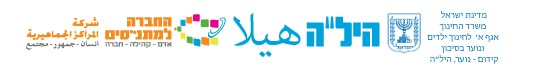 מדינת ישראל
משרד החינוך
אגף א׳ לחינוך ילדים
ונוער בסיכון
קידום - נוער, היל״ה
היל״ה هيلا
החברה
למתנ״סים
אדם - קהילה - חברה
شركة
المراكز الجماهيرية
انسان - جمهور - مجتمع